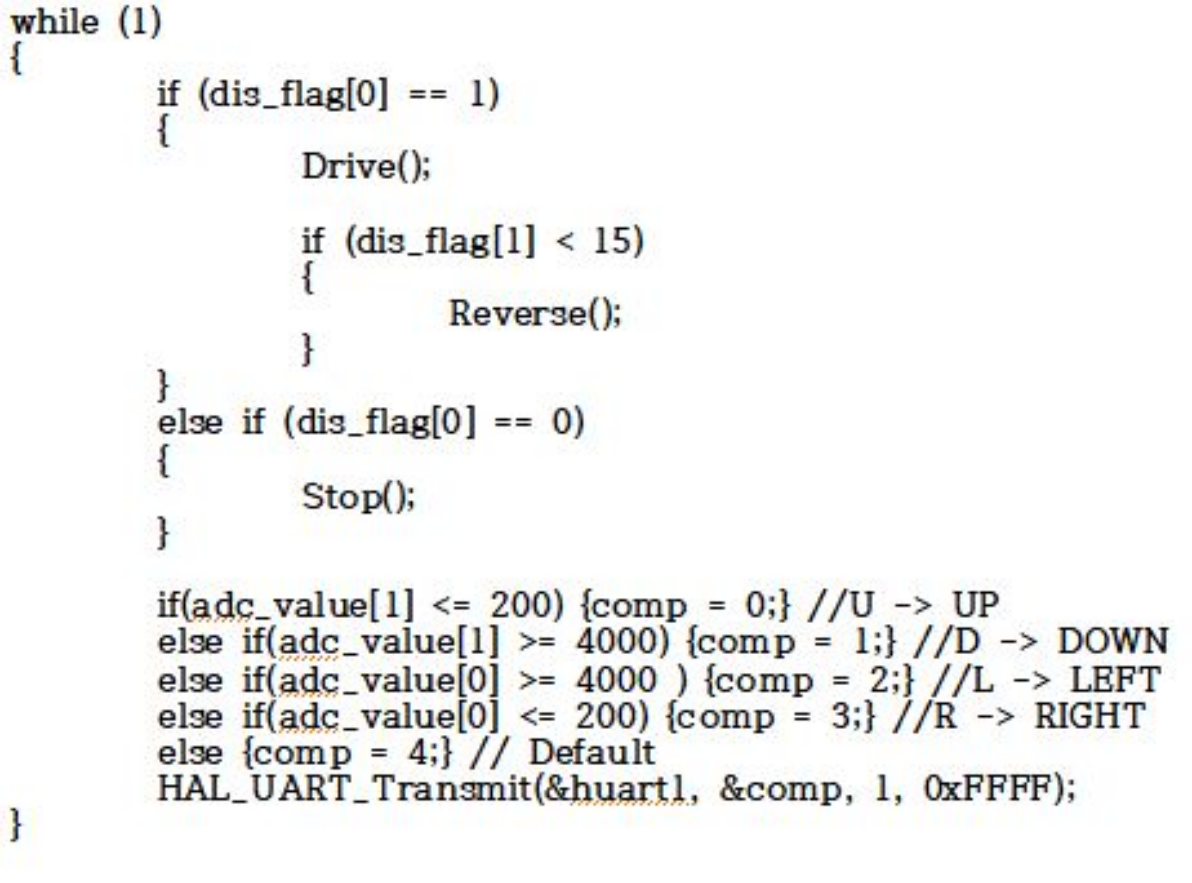 while (1)
{
if (dis_flag[0] == 1)
{
Drive();
if (dis_flag[1] < 15)
{
Reverse();
}
}
else if (dis_flag[0] == 0)
{
Stop();
}
if(adc_value[1] <= 200) {comp = 0;} //U -> UP
else if(adc_value[1] >= 4000) {comp = 1;} //D -> DOWN
else if(adc_value[0] >= 4000 ) {comp = 2;} //L -> LEFT
else if(adc_value[0] <= 200) {comp = 3;} //R -> RIGHT
else {comp = 4;} // Default
HAL_UART_Transmit(&huart1, &comp, 1, 0xFFFF);
}